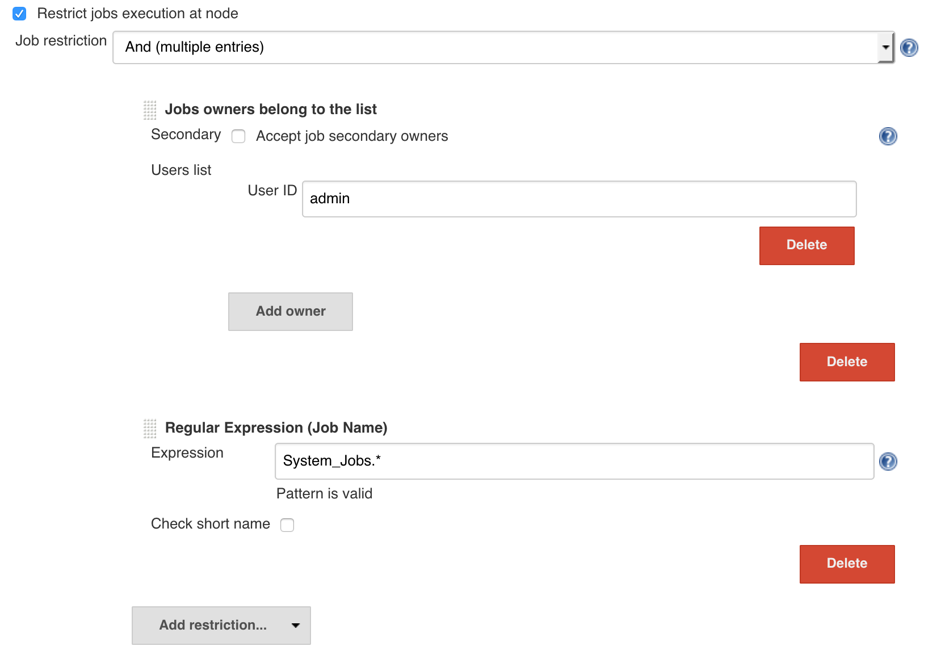 Restrict jobs execution at node
Job restriction And (multiple entries)
Jobs owners belong to the list
Secondary Accept job secondary owners
Users list
User ID admin
Delete
Add owner
Delete
Regular Expression (Job Name)
Expression System_Jobs.*
Pattern is valid
Check short name
Delete
Add restriction...